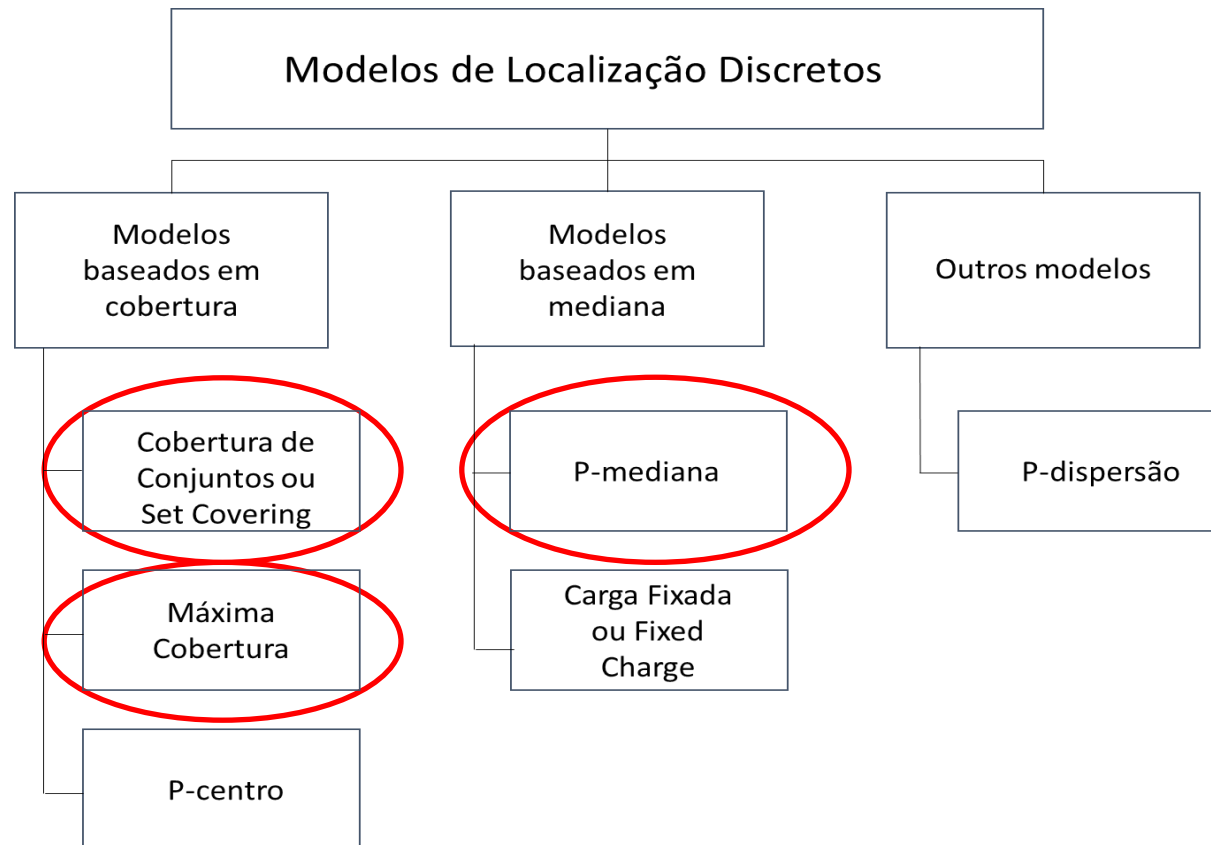 Modelos de Localização Discretos
Modelos
baseados em
cobertura
Modelos
baseados em
mediana
Outros modelos
Cobertura de
Conjuntos ou
Set Covering
P-mediana
P-dispersão
Máxima
Cobertura
Carga Fixada
ou Fixed
Charge
P-centro